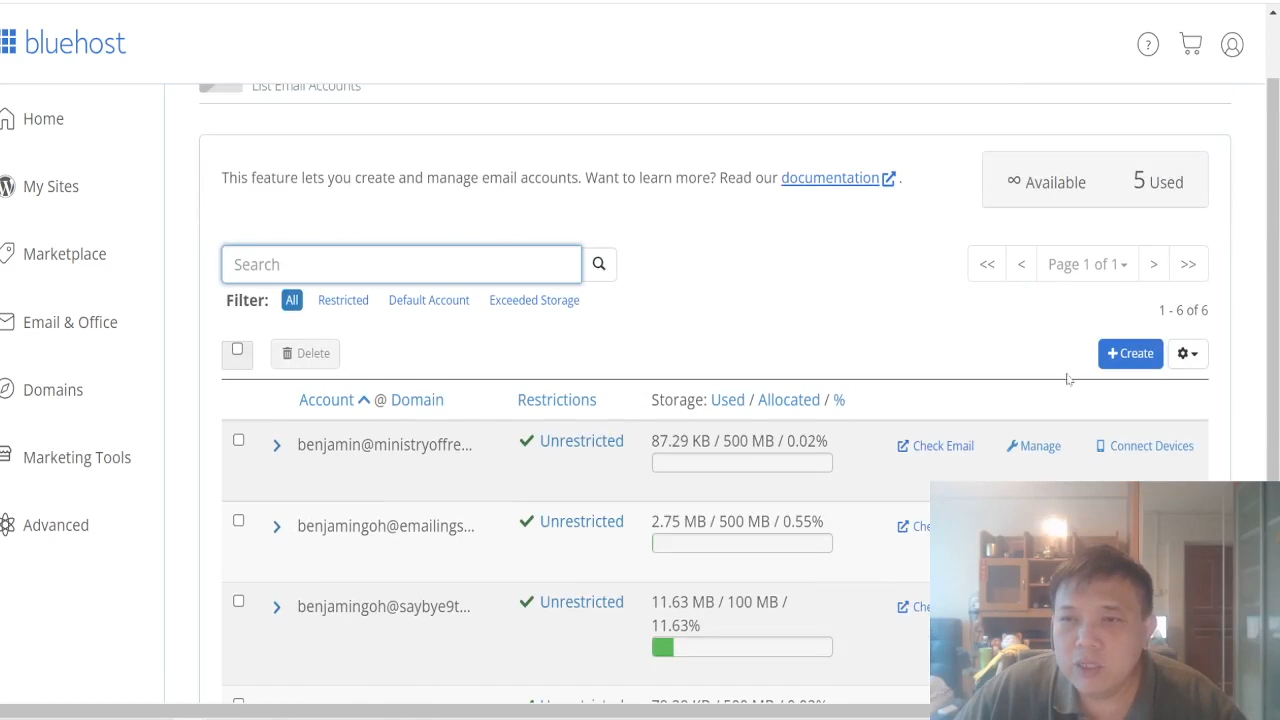 bluehost
?
List Email Accounts
Home
My Sites
Marketplace
Email & Office
Domains
Marketing Tools
Advanced
This feature lets you create and manage email accounts. Want to learn more? Read our documentation .
∞ Available 5 Used
Search
<< < Page 1 of 1 > >>
Filter: All Restricted Default Account Exceeded Storage
1 - 6 of 6
Delete
+ Create
Account @ Domain Restrictions Storage: Used / Allocated / %
benjamin@ministryoffre... Unrestricted 87.29 KB / 500 MB / 0.02% Check Email Manage Connect Devices
benjamingoh@emailings... Unrestricted 2.75 MB / 500 MB / 0.55%
benjamingoh@saybye9t... Unrestricted 11.63 MB / 100 MB /
11.63%